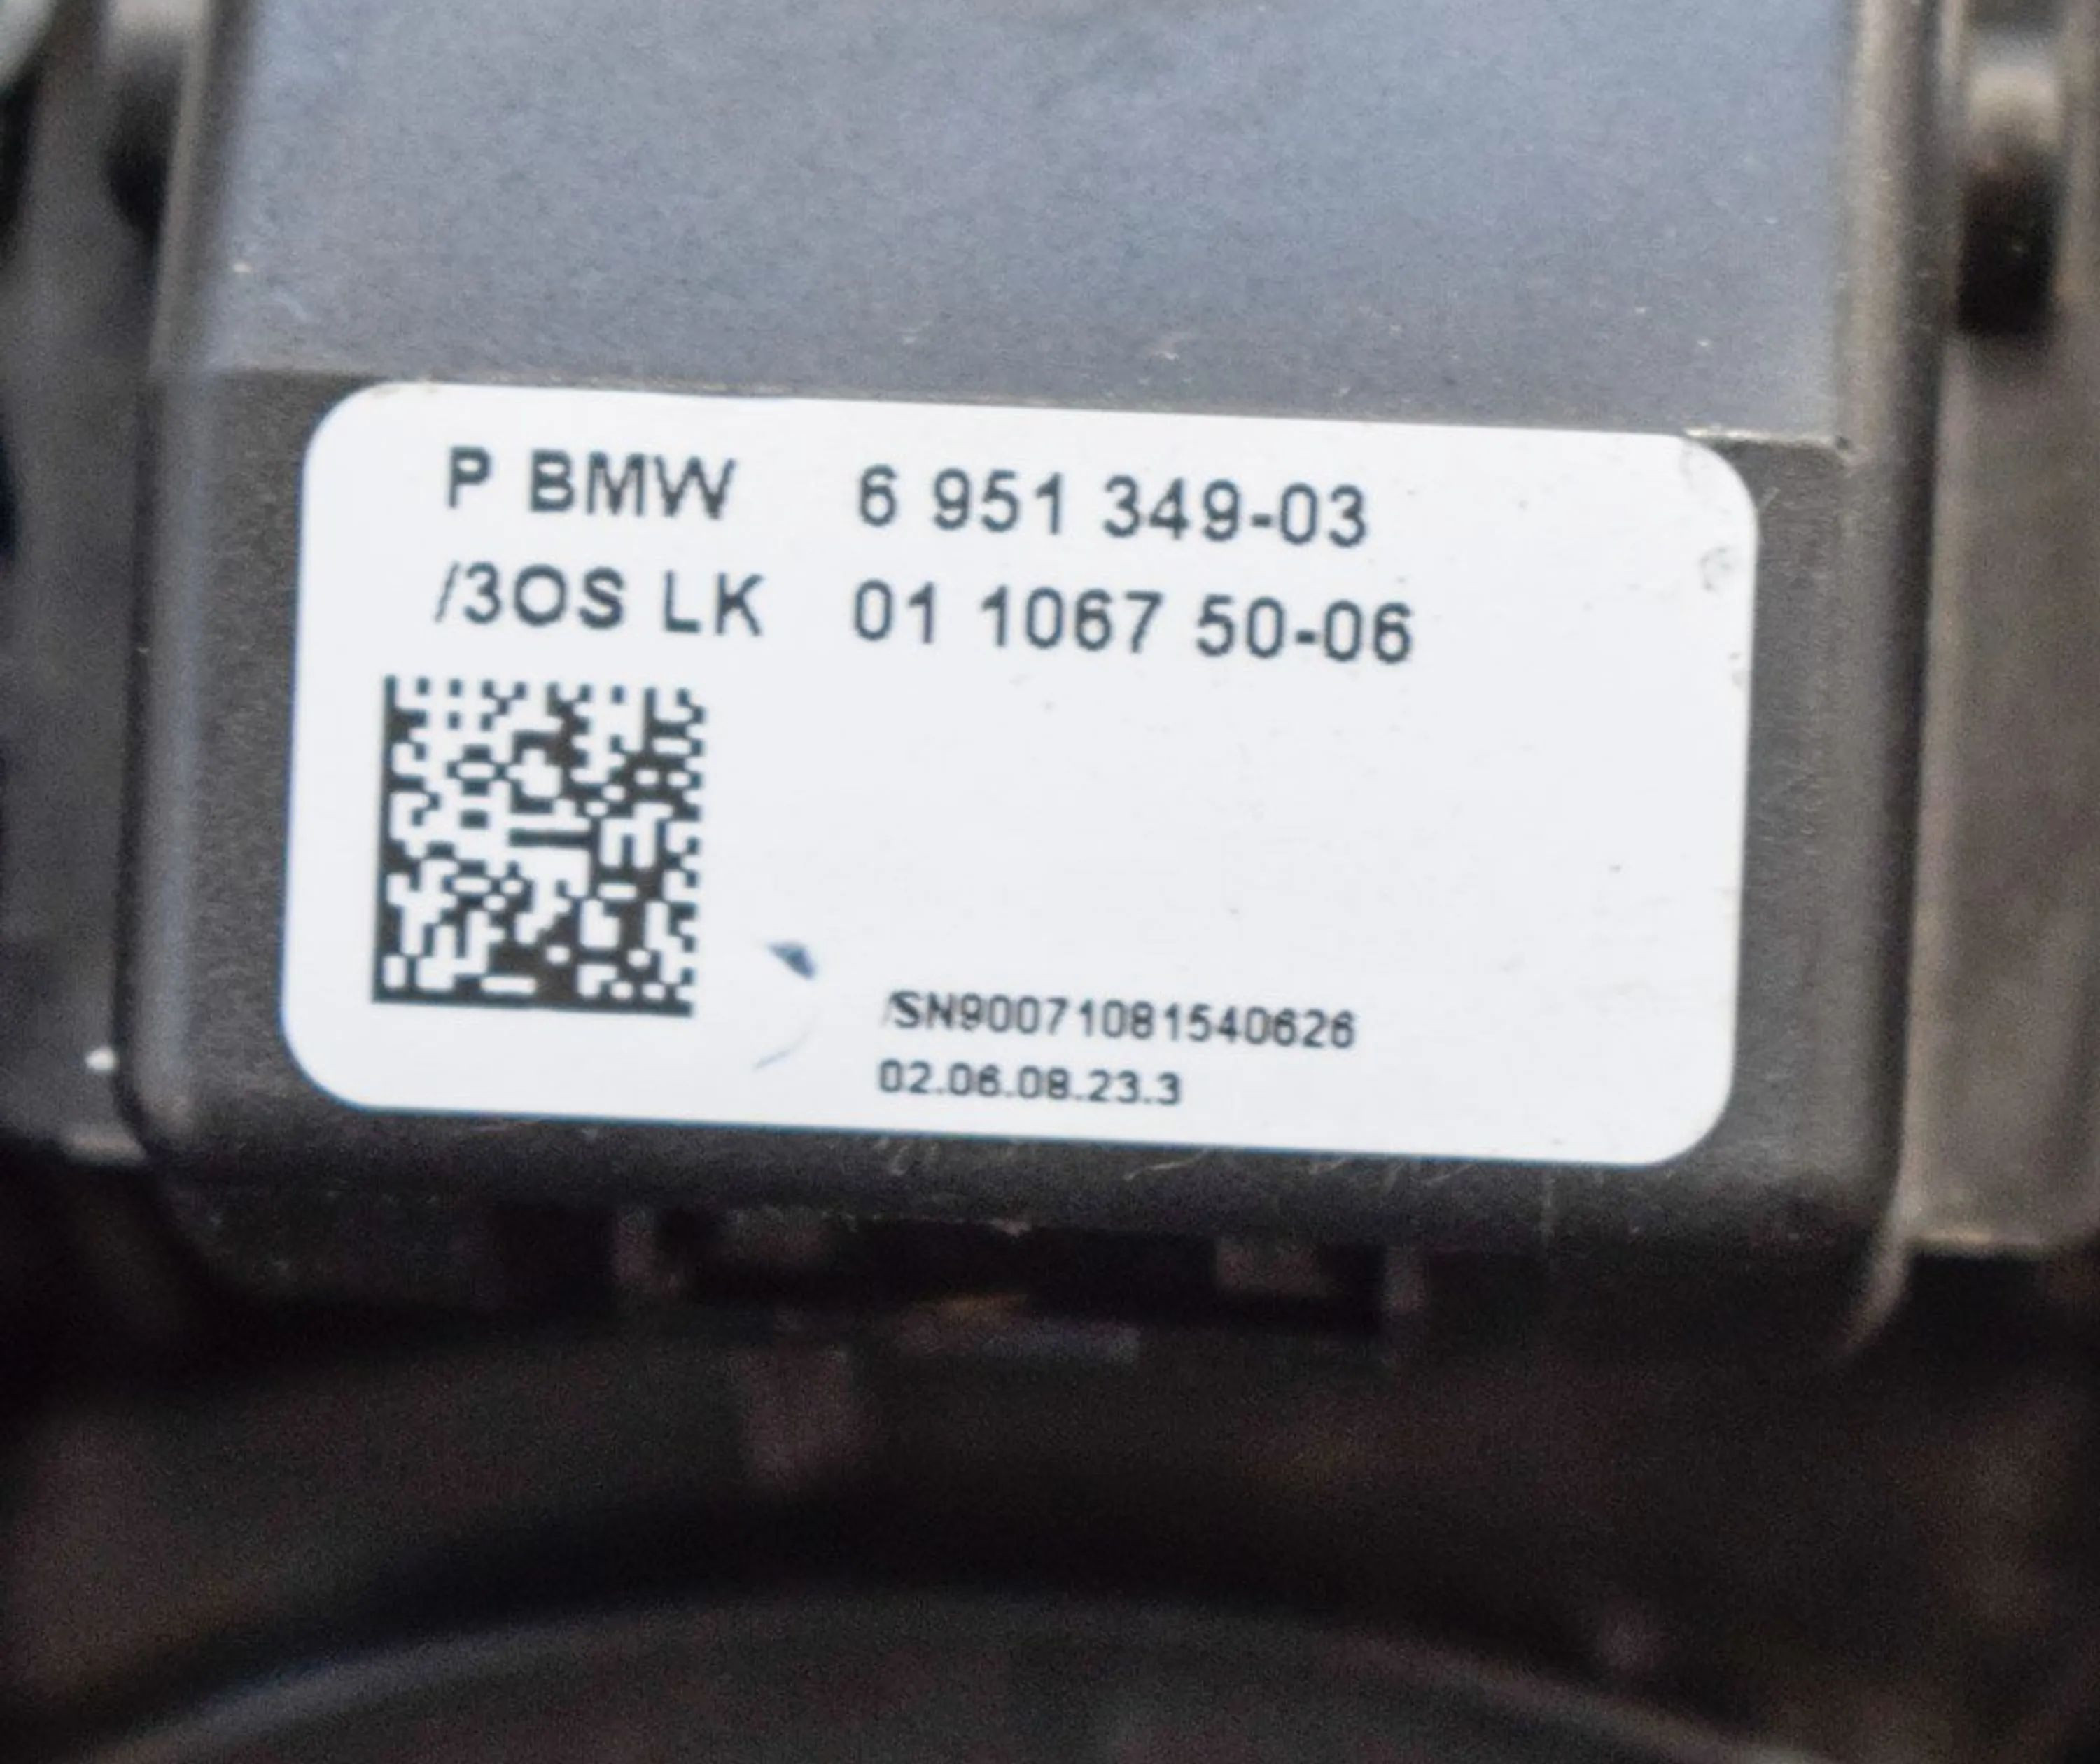 P BMW 6 951 349-03
/3OS LK 01 1067 50-06
/SN90071081540626
02.06.08.23.3